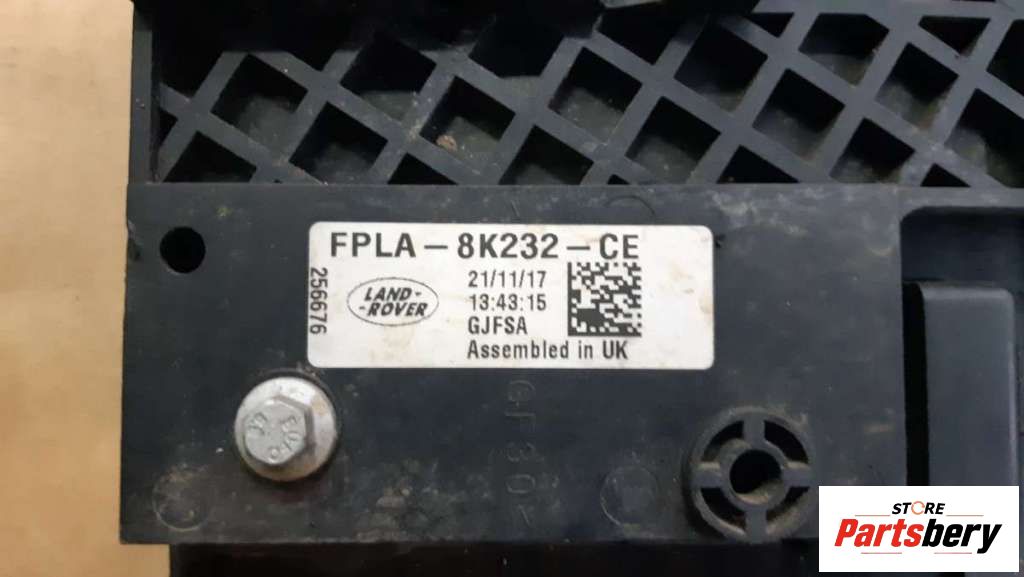 FPLA-8K232-CE
256676
LAND-
-ROVER
21/11/17
13:43:15
GJFSA
Assembled in UK
STORE
Partsbery